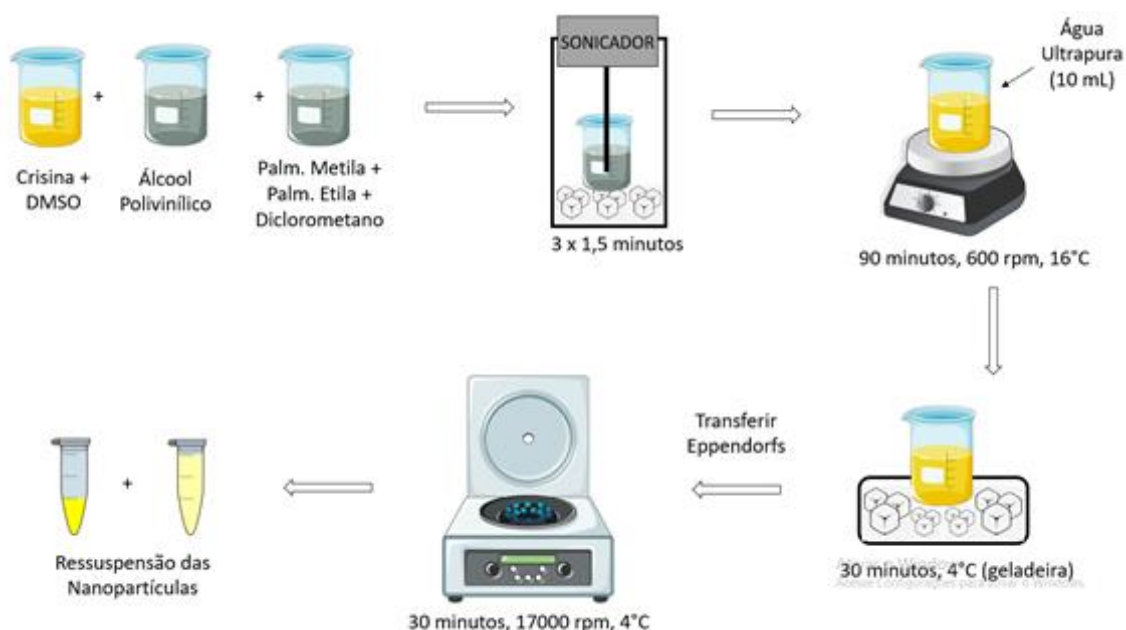 Crisina +
DMSO
+
Álcool
Polivinílico
+
Palm. Metila +
Palm. Etila +
Diclorometano
SONICADOR
3 x 1,5 minutos
Água
Ultrapura
(10 mL)
90 minutos, 600 rpm, 16°C
30 minutos, 4°C (geladeira)
Transferir
Eppendorfs
30 minutos, 17000 rpm, 4°C
+
Ressuspensão das
Nanopartículas